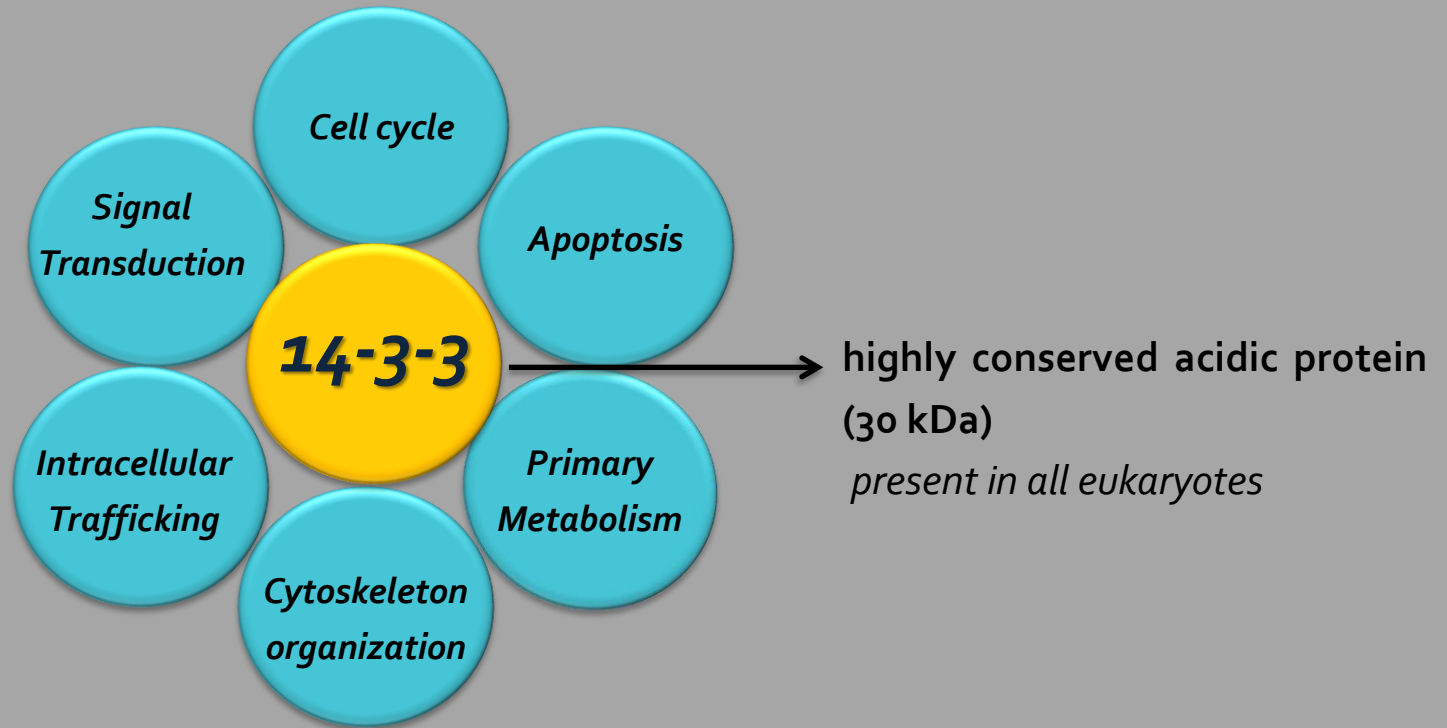 Cell cycle
Signal
Transduction
Apoptosis
14-3-3
highly conserved acidic protein
(30 kDa)
present in all eukaryotes
Intracellular
Trafficking
Primary
Metabolism
Cytoskeleton
organization